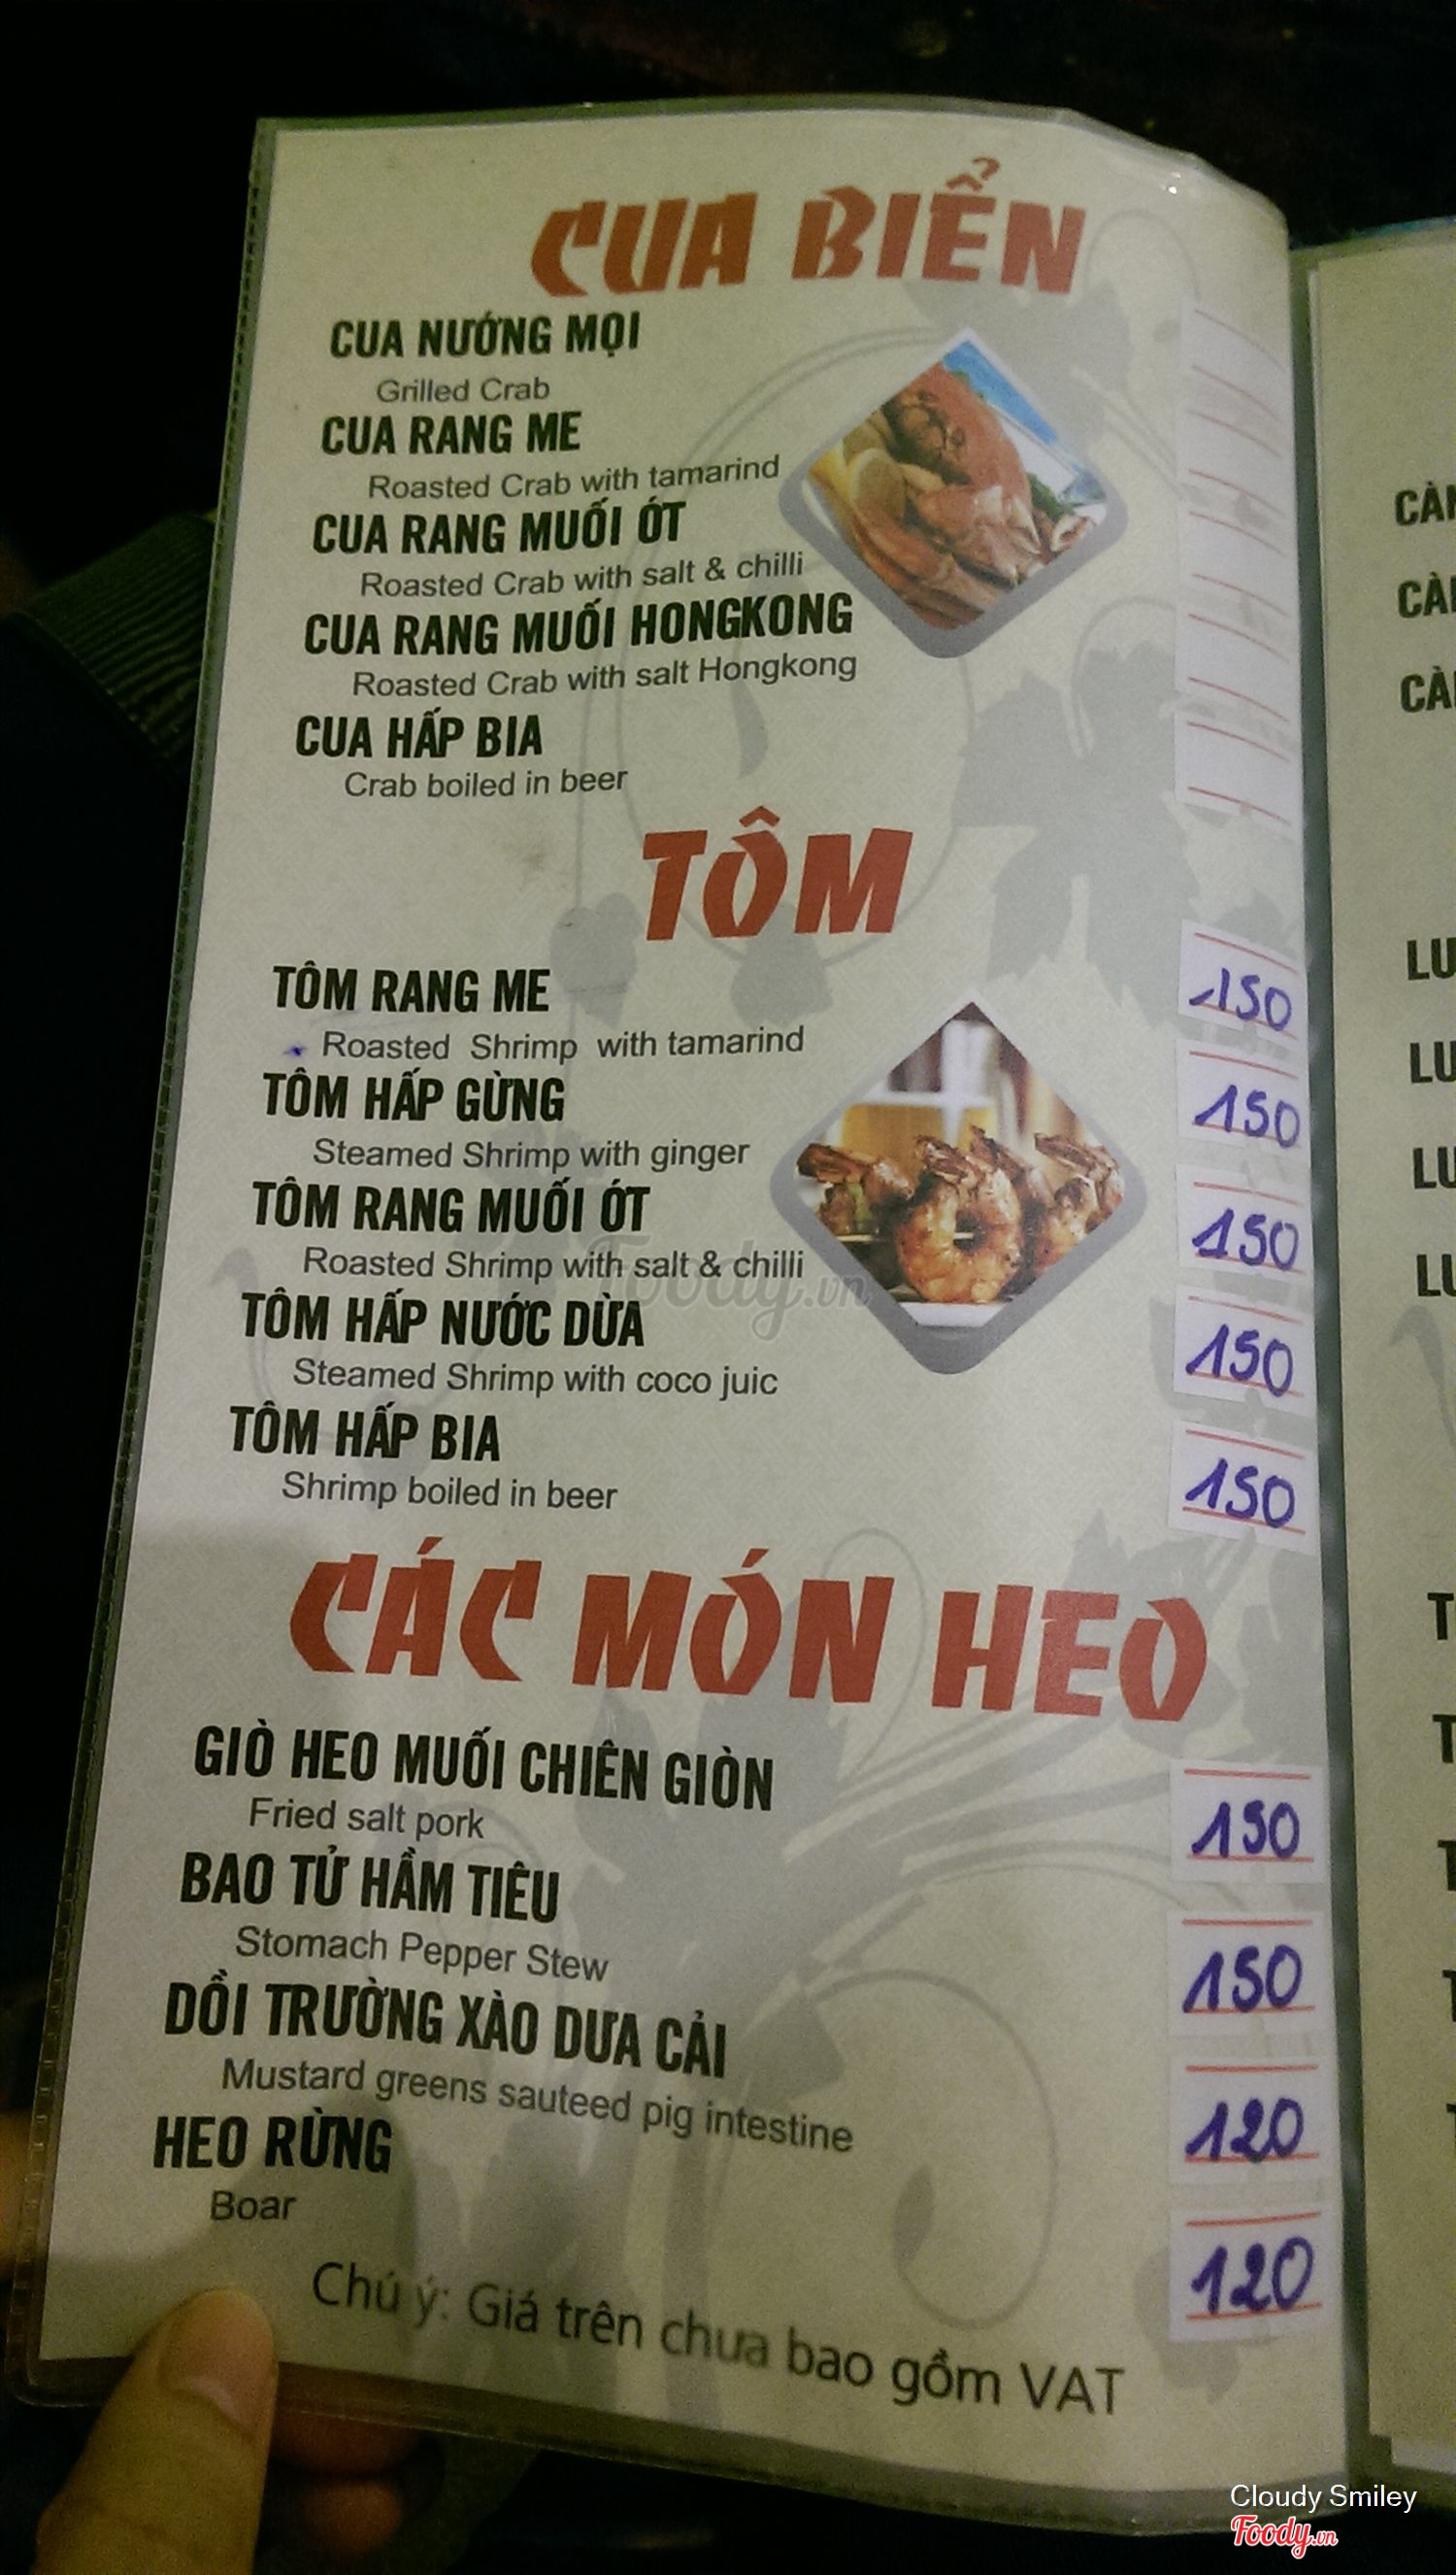 CUA BIỂN
CUA NƯỚNG MỌI
Grilled Crab
CUA RANG ME
Roasted Crab with tamarind
CUA RANG MUỐI ỚT
Roasted Crab with salt & chilli
CUA RANG MUỐI HONGKONG
Roasted Crab with salt Hongkong
CUA HẤP BIA
Crab boiled in beer
TÔM
TÔM RANG ME 150
Roasted Shrimp with tamarind
TÔM HẤP GỪNG 150
Steamed Shrimp with ginger
TÔM RANG MUỐI ỚT 150
Roasted Shrimp with salt & chilli
TÔM HẤP NƯỚC DỪA 150
Steamed Shrimp with coco juic
TÔM HẤP BIA 150
Shrimp boiled in beer
CÁC MÓN HEO
GIÒ HEO MUỐI CHIÊN GIÒN 150
Fried salt pork
BAO TỬ HẦM TIÊU 150
Stomach Pepper Stew
DỒI TRƯỜNG XÀO DƯA CẢI 120
Mustard greens sauteed pig intestine
HEO RỪNG 120
Boar
Chú ý: Giá trên chưa bao gồm VAT
Foody.vn
Cloudy Smiley
Foody.vn